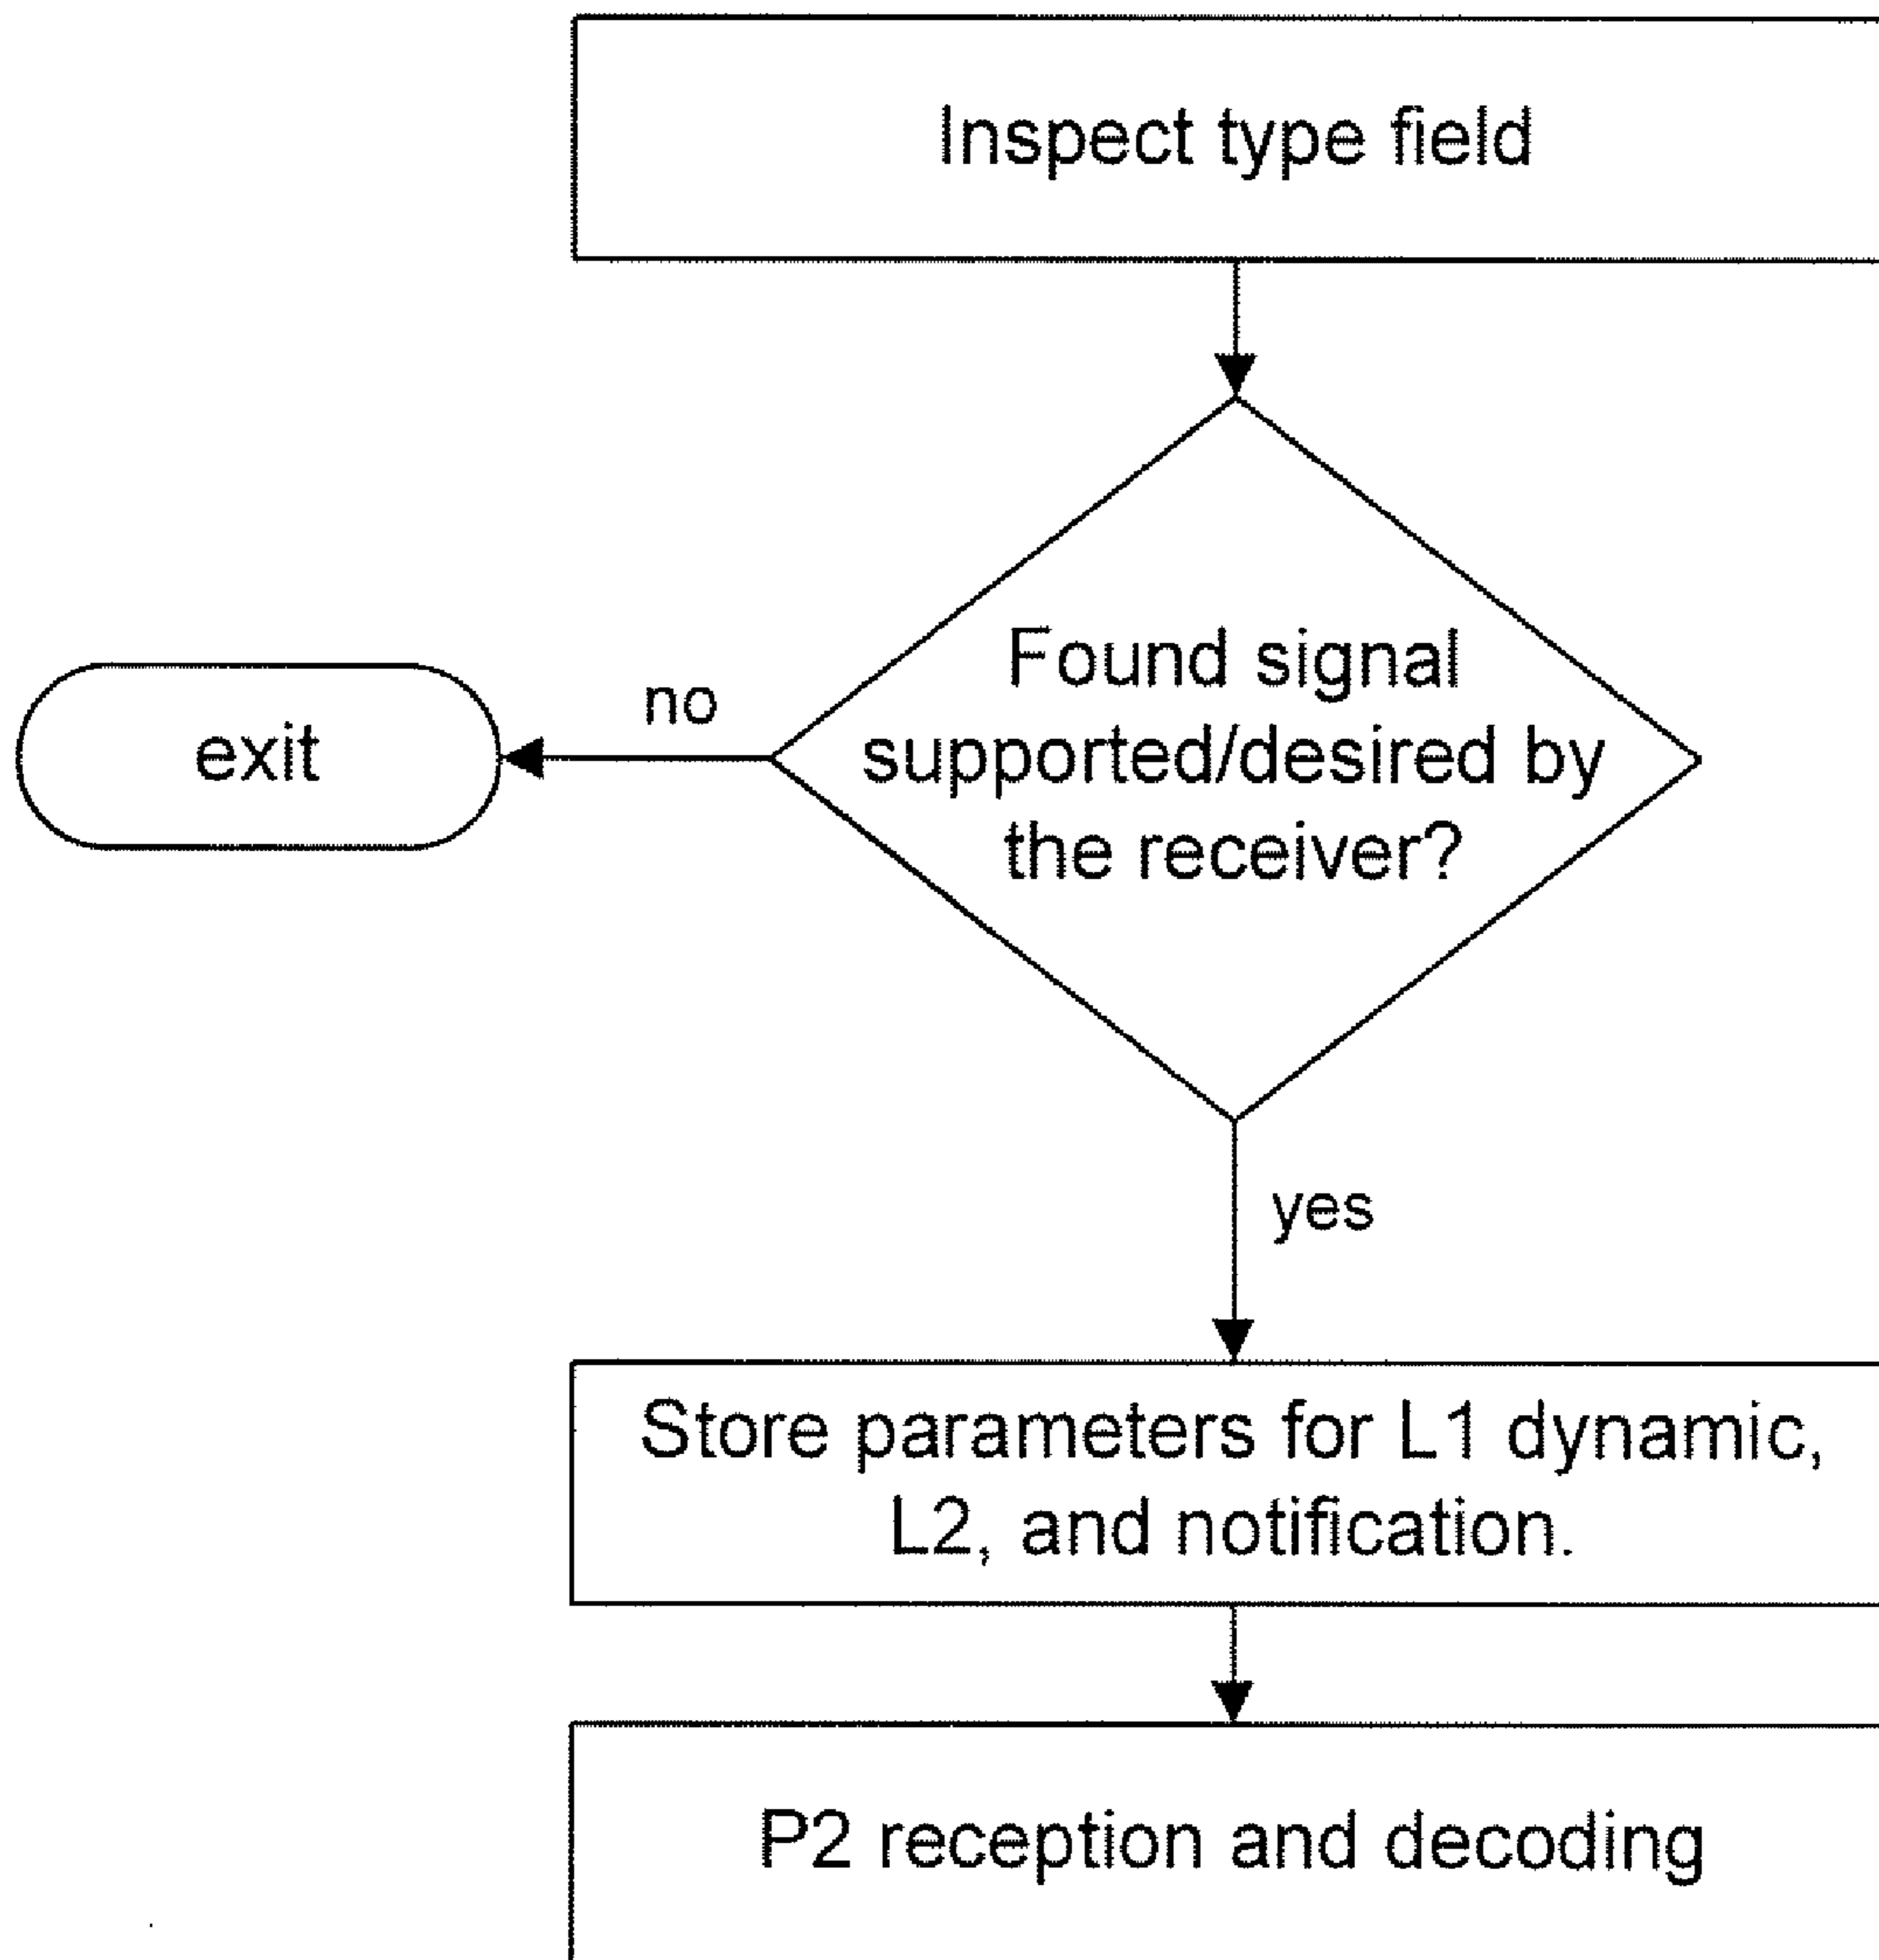 Inspect type field
Found signal
supported/desired by
the receiver?
no
exit
yes
Store parameters for L1 dynamic,
L2, and notification.
P2 reception and decoding